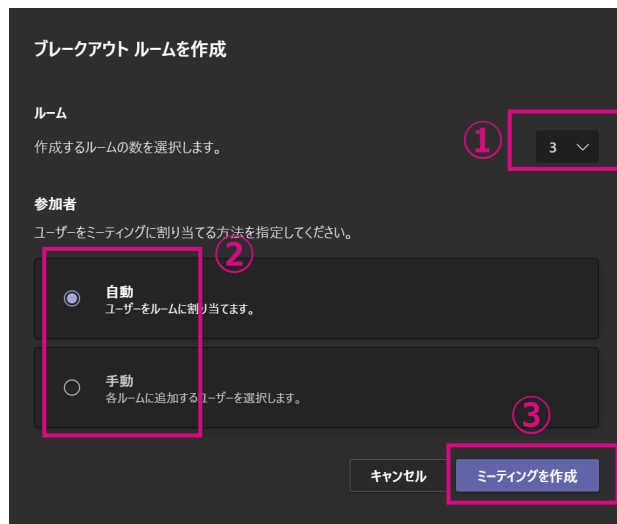 ブレークアウト ルームを作成
ルーム
作成するルームの数を選択します。
①
3
参加者
ユーザーをミーティングに割り当てる方法を指定してください。
②
自動
ユーザーをルームに割り当てます。
手動
各ルームに追加するユーザーを選択します。
③
キャンセル
ミーティングを作成